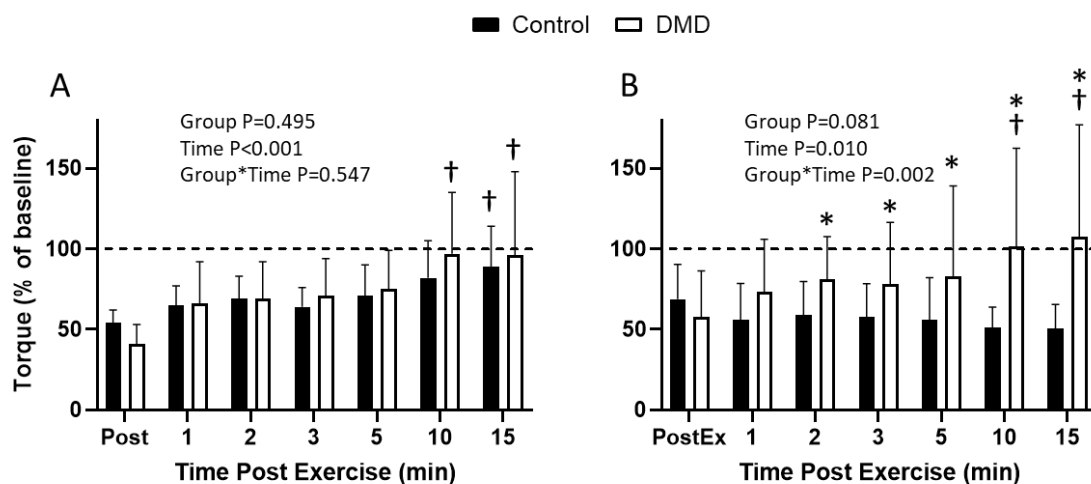 Control DMD
A
Group P=0.495
Time P<0.001
Group*Time P=0.547
† † †
Torque (% of baseline)
150
100
50
0
Post 1 2 3 5 10 15
Time Post Exercise (min)
B
Group P=0.081
Time P=0.010
Group*Time P=0.002
* * * * † * †
150
100
50
0
PostEx 1 2 3 5 10 15
Time Post Exercise (min)